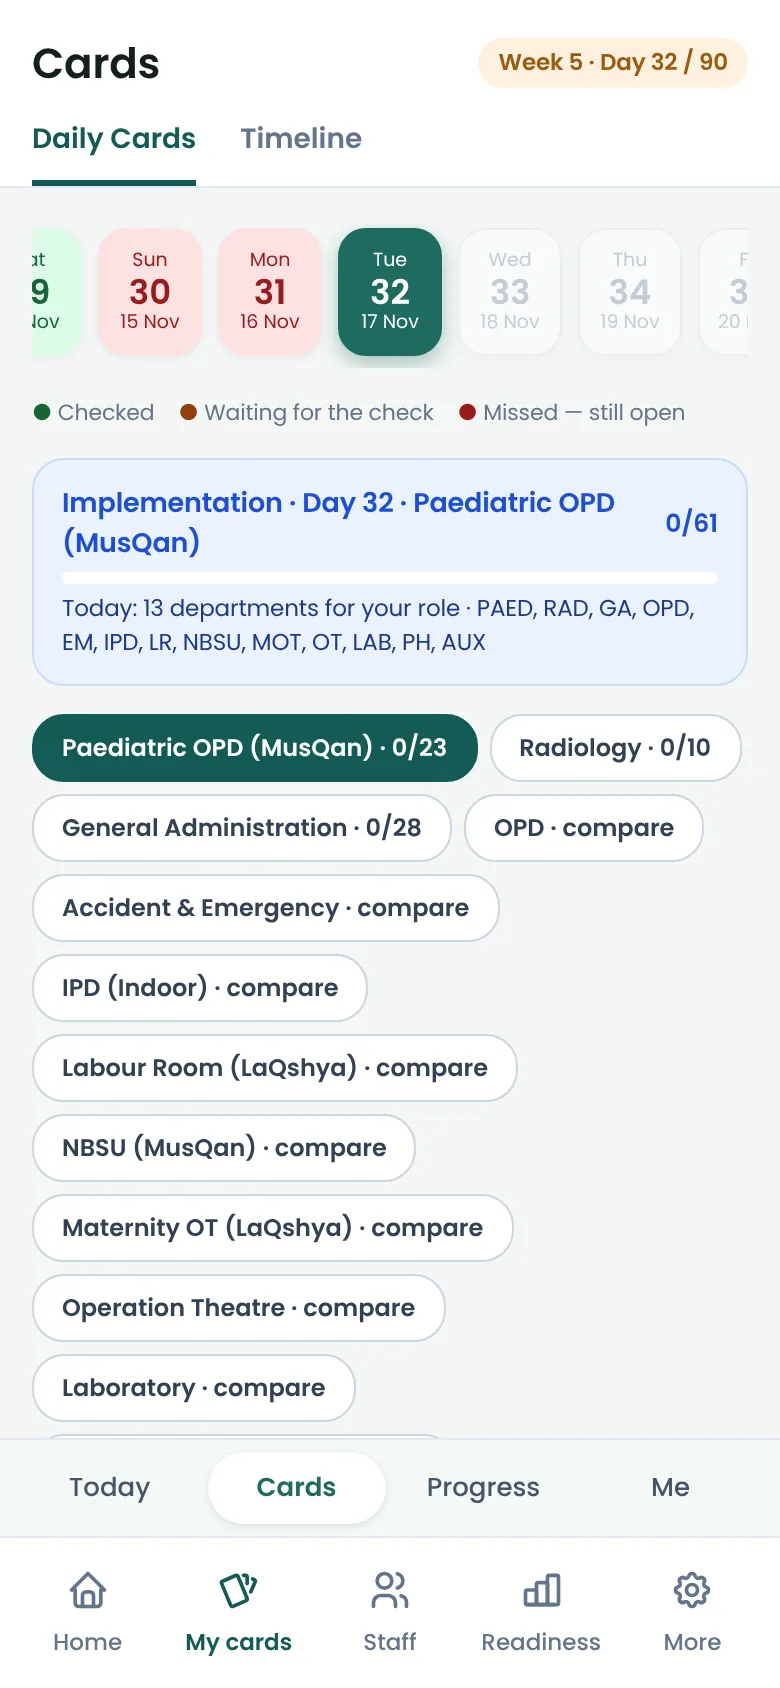 Cards
Week 5 · Day 32 / 90
Daily Cards
Timeline
at
9
Nov
Sun
30
15 Nov
Mon
31
16 Nov
Tue
32
17 Nov
Wed
33
18 Nov
Thu
34
19 Nov
F
3
20
Checked
Waiting for the check
Missed — still open
Implementation · Day 32 · Paediatric OPD
(MusQan)
0/61
Today: 13 departments for your role · PAED, RAD, GA, OPD,
EM, IPD, LR, NBSU, MOT, OT, LAB, PH, AUX
Paediatric OPD (MusQan) · 0/23
Radiology · 0/10
General Administration · 0/28
OPD · compare
Accident & Emergency · compare
IPD (Indoor) · compare
Labour Room (LaQshya) · compare
NBSU (MusQan) · compare
Maternity OT (LaQshya) · compare
Operation Theatre · compare
Laboratory · compare
Today
Cards
Progress
Me
Home
My cards
Staff
Readiness
More